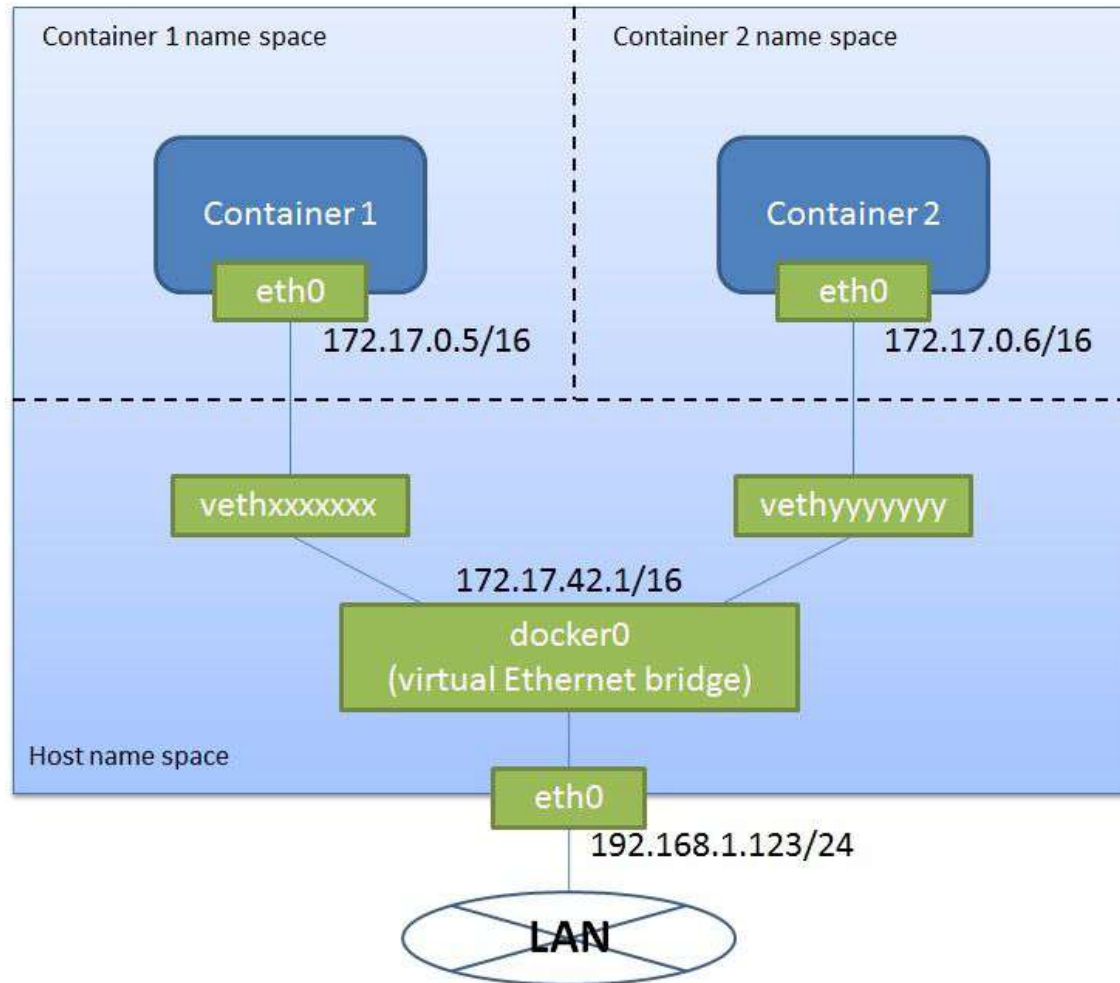 Container 1 name space
Container 2 name space
Container 1
Container 2
eth0
eth0
172.17.0.5/16
172.17.0.6/16
vethxxxxxxx
vethyyyyyyy
172.17.42.1/16
docker0
(virtual Ethernet bridge)
Host name space
eth0
192.168.1.123/24
LAN